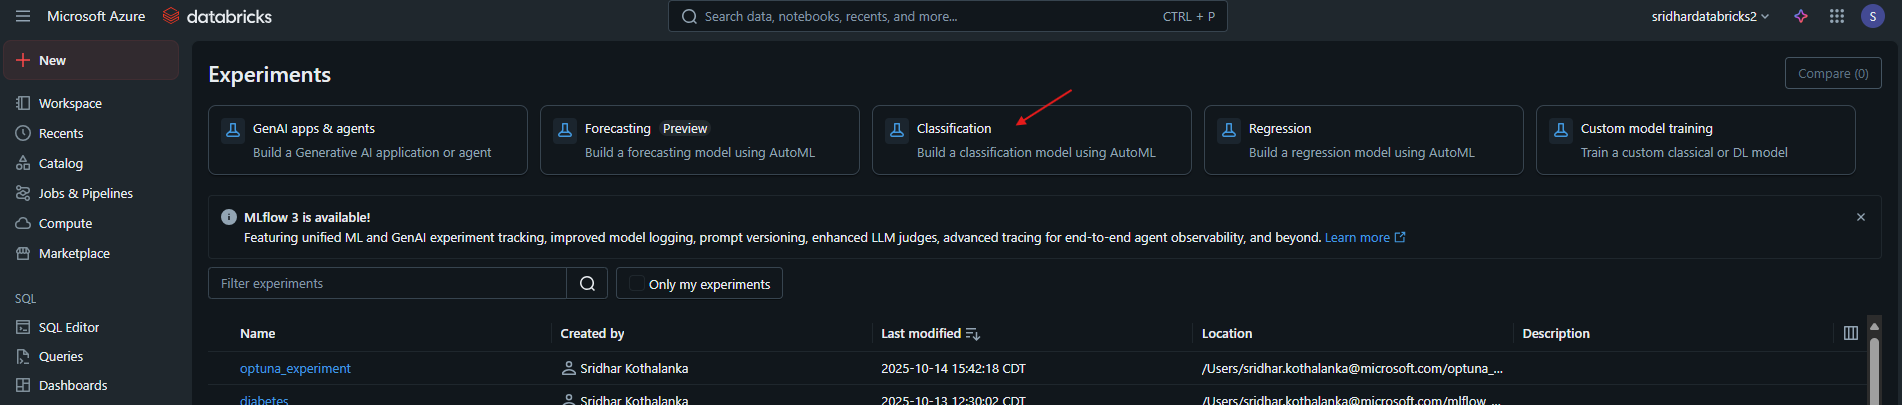 Microsoft Azure databricks Search data, notebooks, recents, and more... CTRL + P sridhardatabricks2 S
New
Workspace
Recents
Catalog
Jobs & Pipelines
Compute
Marketplace
SQL
SQL Editor
Queries
Dashboards
Experiments Compare (0)
GenAI apps & agents
Build a Generative AI application or agent
Forecasting Preview
Build a forecasting model using AutoML
Classification
Build a classification model using AutoML
Regression
Build a regression model using AutoML
Custom model training
Train a custom classical or DL model
MLflow 3 is available!
Featuring unified ML and GenAI experiment tracking, improved model logging, prompt versioning, enhanced LLM judges, advanced tracing for end-to-end agent observability, and beyond. Learn more
Filter experiments Only my experiments
Name Created by Last modified Location Description
optuna_experiment Sridhar Kothalanka 2025-10-14 15:42:18 CDT /Users/sridhar.kothalanka@microsoft.com/optuna_...
diabetes Sridhar Kothalanka 2025-10-13 12:30:02 CDT /Users/sridhar.kothalanka@microsoft.com/mlflow_...